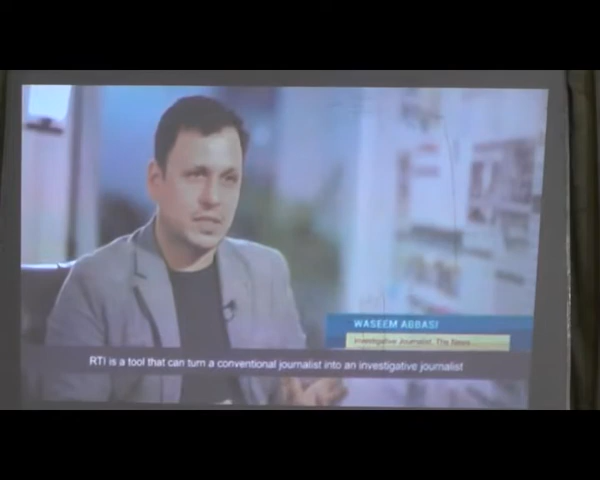 WASEEM ABBASI
Investigative Journalist, The News
RTI is a tool that can turn a conventional journalist into an investigative journalist